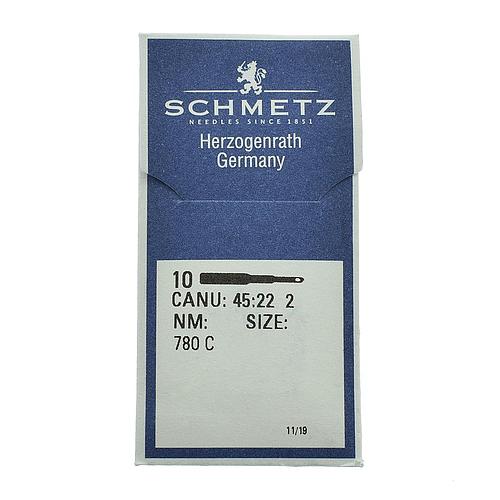 SCHMETZ
NEEDLES SINCE 1851
Herzogenrath
Germany
10
CANU: 45:22 2
NM: SIZE:
780 C
11/19